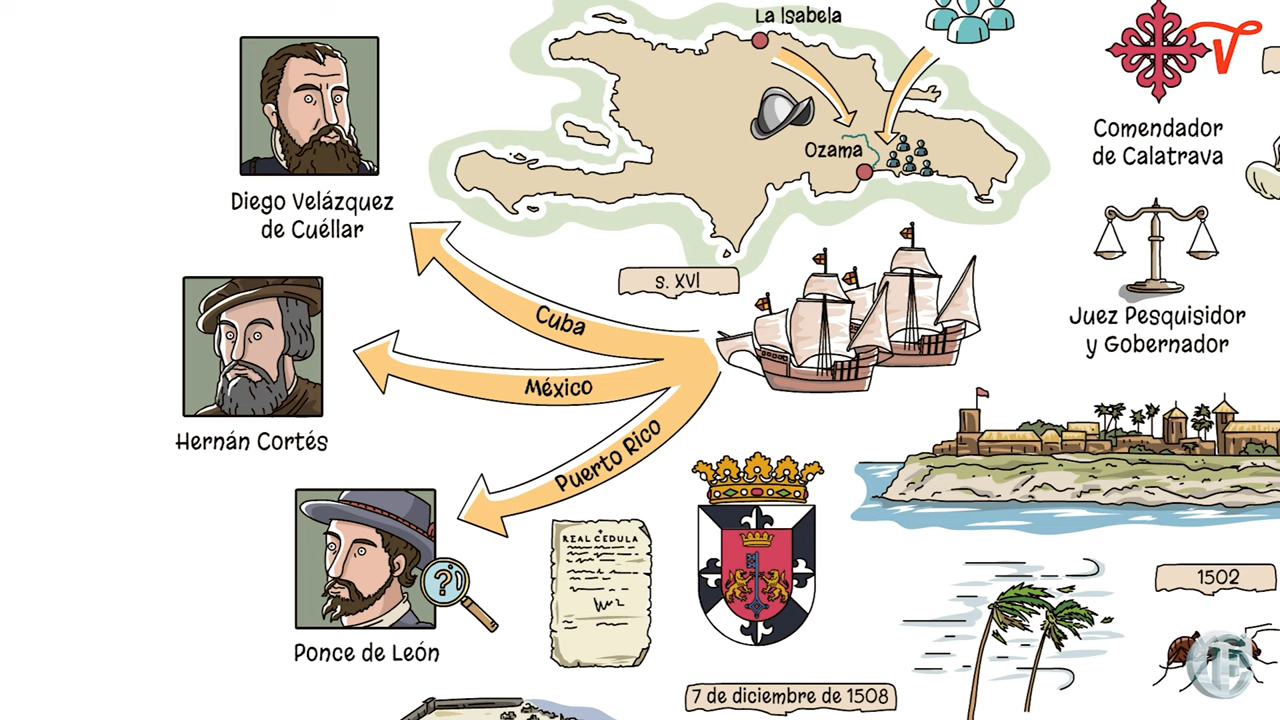 La Isabela
Ozama
Comendador
de Calatrava
Diego Velázquez
de Cuéllar
s. XVI
Cuba
México
Puerto Rico
Juez Pesquisidor
y Gobernador
Hernán Cortés
REAL CEDULA
?
Ponce de León
1502
7 de diciembre de 1508